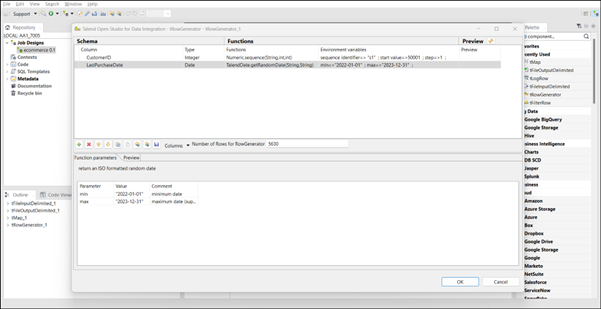 File Edit View Search Window Help
Support
Repository
LOCAL: AA1_7005
Job Designs
ecommerce 0.1
Contexts
Code
SQL Templates
Metadata
Documentation
Recycle bin
Outline Code Viewer
tFileInputDelimited_1
tFileOutputDelimited_1
tMap_1
tRowGenerator_1
Talend Open Studio for Data Integration - tRowGenerator - tRowGenerator_1
Schema Functions Preview
Column Type Functions Environment variables Preview
CustomerID Integer Numeric.sequence(String,int,int) sequence identifier=> "s1" ; start value=>50001 ; step=>1 ;
LastPurchaseDate Date TalendDate.getRandomDate(String,String) min=>"2022-01-01" ; max=>"2023-12-31" ;
Columns Number of Rows for RowGenerator 5630
Function parameters Preview
return an ISO formatted random date
Parameter Value Comment
min "2022-01-01" minimum date
max "2023-12-31" maximum date (sup...
OK Cancel
Palette
component...
vorites
cently Used
tMap
tFileOutputDelimited
tLogRow
tFileInputDelimited
tRowGenerator
tFilterRow
g Data
Google BigQuery
Google Storage
Hive
siness Intelligence
Charts
DB SCD
Jasper
Splunk
siness
oud
Amazon
Azure
Box
Dropbox
Google Drive
Google Storage
Google
Marketo
NetSuite
Salesforce
ServiceNow